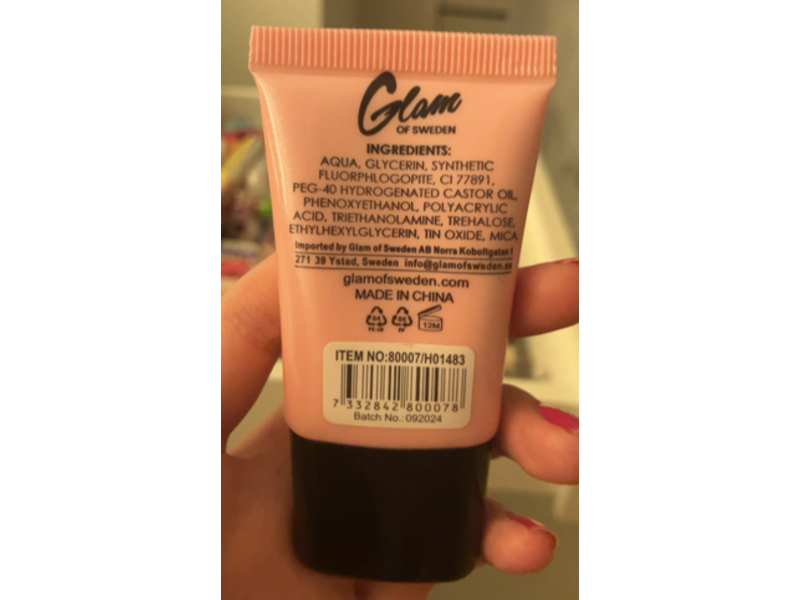 Glam
OF SWEDEN
INGREDIENTS:
AQUA, GLYCERIN, SYNTHETIC
FLUORPHLOGOPITE, CI 77891,
PEG-40 HYDROGENATED CASTOR OIL,
PHENOXYETHANOL, POLYACRYLIC
ACID, TRIETHANOLAMINE, TREHALOSE,
ETHYLHEXYLGLYCERIN, TIN OXIDE, MICA
Imported by Glam of Sweden AB Norra Koboltgatan 1
271 39 Ystad, Sweden info@glamofsweden.se
glamofsweden.com
MADE IN CHINA
12M
ITEM NO:80007/H01483
7 332842 800078
Batch No.:092024